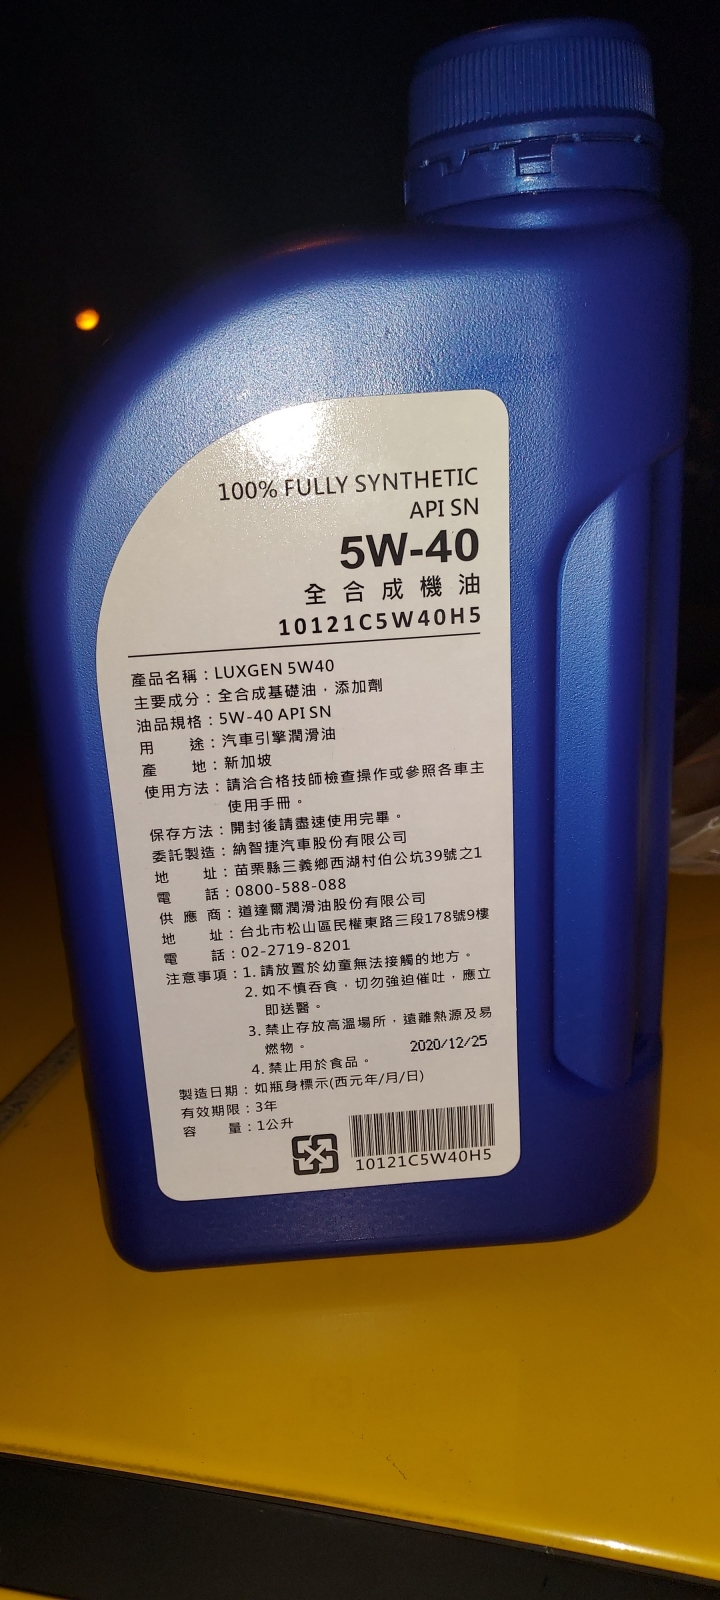 100% FULLY SYNTHETIC
API SN
5W-40
全合成機油
10121C5W40H5
產品名稱：LUXGEN 5W40
主要成分：全合成基礎油，添加劑
油品規格：5W-40 API SN
用途：汽車引擎潤滑油
產地：新加坡
使用方法：請洽合格技師檢查操作或參照各車主
使用手冊。
保存方法：開封後請盡速使用完畢。
委託製造：納智捷汽車股份有限公司
地址：苗栗縣三義鄉西湖村伯公坑39號之1
電話：0800-588-088
供應商：道達爾潤滑油股份有限公司
地址：台北市松山區民權東路三段178號9樓
電話：02-2719-8201
注意事項：1. 請放置於幼童無法接觸的地方。
2. 如不慎吞食，切勿強迫催吐，應立
即送醫。
3. 禁止存放高溫場所，遠離熱源及易
燃物。
4. 禁止用於食品。
2020/12/25
製造日期：如瓶身標示(西元年/月/日)
有效期限：3年
容量：1公升
10121C5W40H5